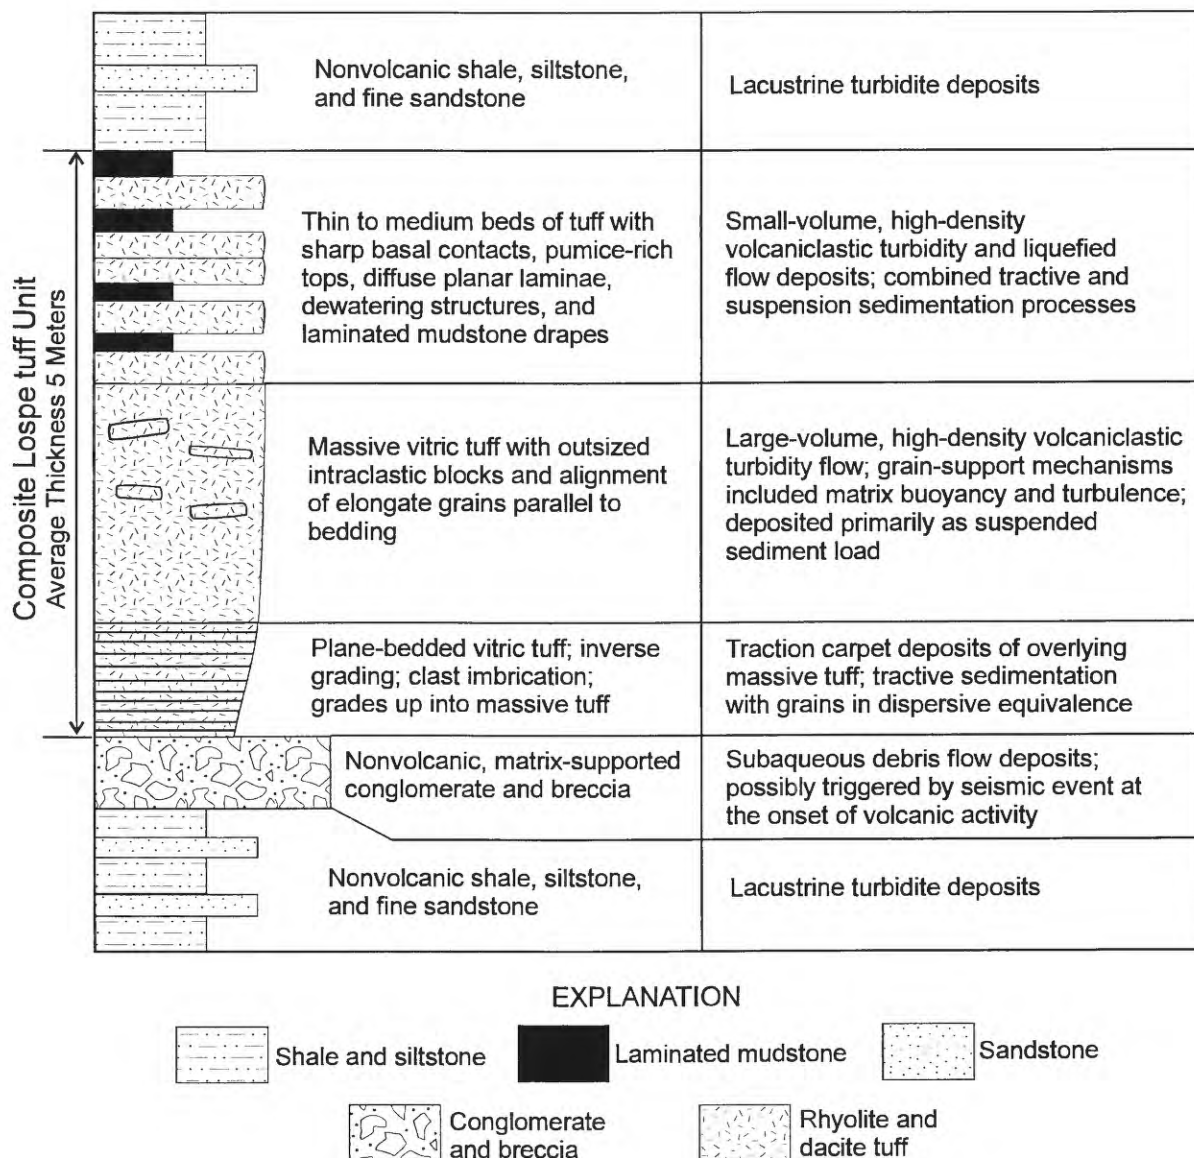 Nonvolcanic shale, siltstone,
and fine sandstone
Lacustrine turbidite deposits
Composite Lospe tuff Unit
Average Thickness 5 Meters
Thin to medium beds of tuff with
sharp basal contacts, pumice-rich
tops, diffuse planar laminae,
dewatering structures, and
laminated mudstone drapes
Small-volume, high-density
volcaniclastic turbidity and liquefied
flow deposits; combined tractive and
suspension sedimentation processes
Massive vitric tuff with outsized
intraclastic blocks and alignment
of elongate grains parallel to
bedding
Large-volume, high-density volcaniclastic
turbidity flow; grain-support mechanisms
included matrix buoyancy and turbulence;
deposited primarily as suspended
sediment load
Plane-bedded vitric tuff; inverse
grading; clast imbrication;
grades up into massive tuff
Traction carpet deposits of overlying
massive tuff; tractive sedimentation
with grains in dispersive equivalence
Nonvolcanic, matrix-supported
conglomerate and breccia
Subaqueous debris flow deposits;
possibly triggered by seismic event at
the onset of volcanic activity
Nonvolcanic shale, siltstone,
and fine sandstone
Lacustrine turbidite deposits
EXPLANATION
Shale and siltstone
Laminated mudstone
Sandstone
Conglomerate
and breccia
Rhyolite and
dacite tuff